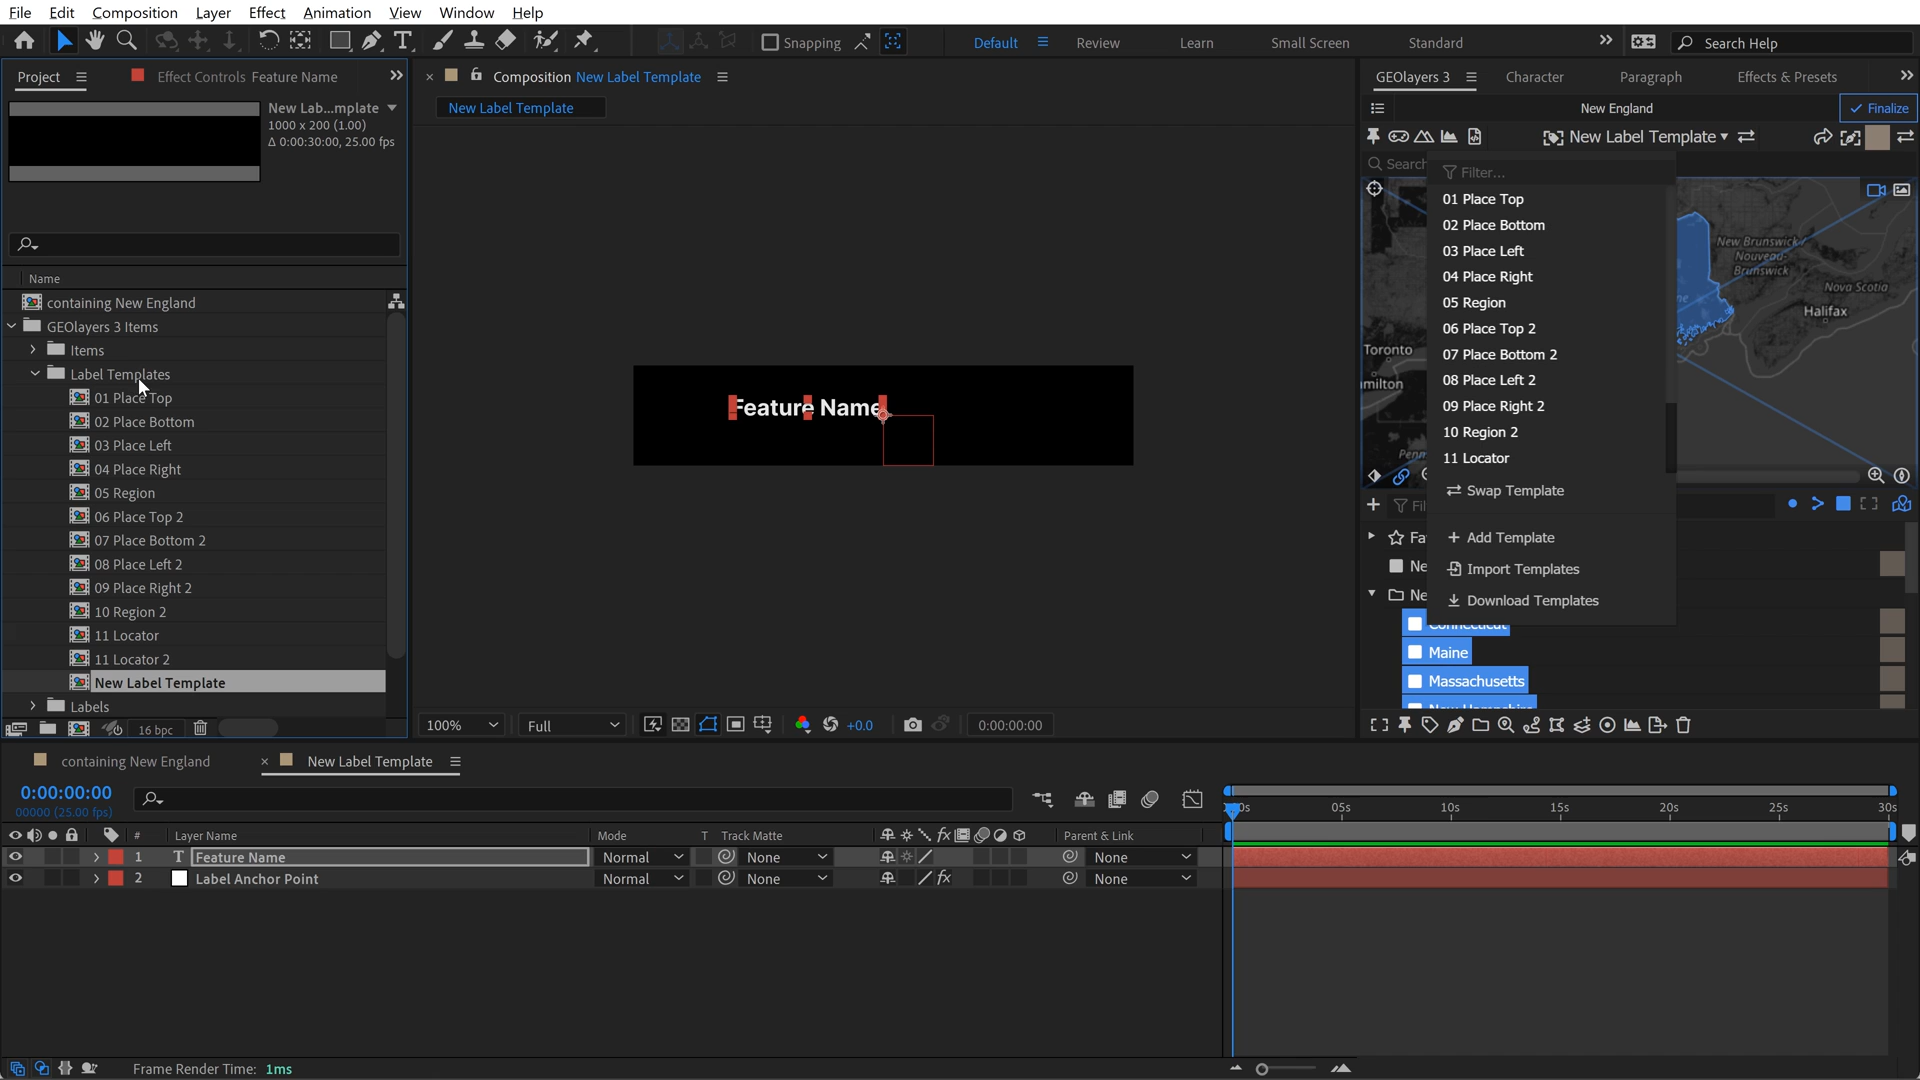 File Edit Composition Layer Effect Animation View Window Help
Snapping
Default Review Learn Small Screen Standard
Search Help
Project Effect Controls Feature Name
New Lab...mplate
1000 x 200 (1.00)
Δ 0:00:30:00, 25.00 fps
Name
containing New England
GEOlayers 3 Items
Items
Label Templates
01 Place Top
02 Place Bottom
03 Place Left
04 Place Right
05 Region
06 Place Top 2
07 Place Bottom 2
08 Place Left 2
09 Place Right 2
10 Region 2
11 Locator
11 Locator 2
New Label Template
Labels
16 bpc
Composition New Label Template
New Label Template
Feature Name
100% Full +0.0 0:00:00:00
GEOlayers 3 Character Paragraph Effects & Presets
New England
Finalize
New Label Template
Search
Filter...
01 Place Top
02 Place Bottom
03 Place Left
04 Place Right
05 Region
06 Place Top 2
07 Place Bottom 2
08 Place Left 2
09 Place Right 2
10 Region 2
11 Locator
Swap Template
Add Template
Import Templates
Download Templates
New Brunswick/
Nouveau-
Brunswick
Nova Scotia
Halifax
Toronto
milton
Penn
Fil
Fa
Ne
Ne
Connecticut
Maine
Massachusetts
New Hampshire
containing New England New Label Template
0:00:00:00
00000 (25.00 fps)
# Layer Name Mode T Track Matte fx Parent & Link
1 T Feature Name Normal None None
2 Label Anchor Point Normal None fx None
0s 05s 10s 15s 20s 25s 30s
Frame Render Time: 1ms